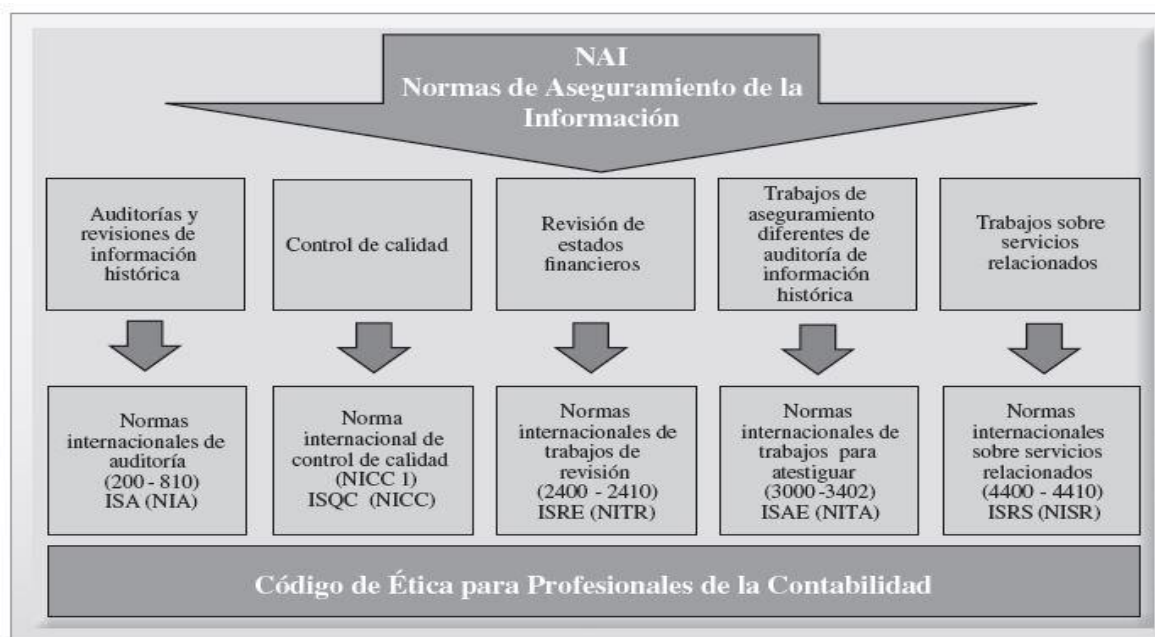 NAI
Normas de Aseguramiento de la
Información
Auditorías y
revisiones de
información
histórica
Control de calidad
Revisión de
estados
financieros
Trabajos de
aseguramiento
diferentes de
auditoría de
información
histórica
Trabajos sobre
servicios
relacionados
Normas
internacionales de
auditoría
(200 - 810)
ISA (NIA)
Norma
internacional de
control de calidad
(NICC 1)
ISQC (NICC)
Normas
internacionales de
trabajos de
revisión
(2400 - 2410)
ISRE (NITR)
Normas
internacionales de
trabajos para
atestiguar
(3000 -3402)
ISAE (NITA)
Normas
internacionales
sobre servicios
relacionados
(4400 - 4410)
ISRS (NISR)
Código de Ética para Profesionales de la Contabilidad